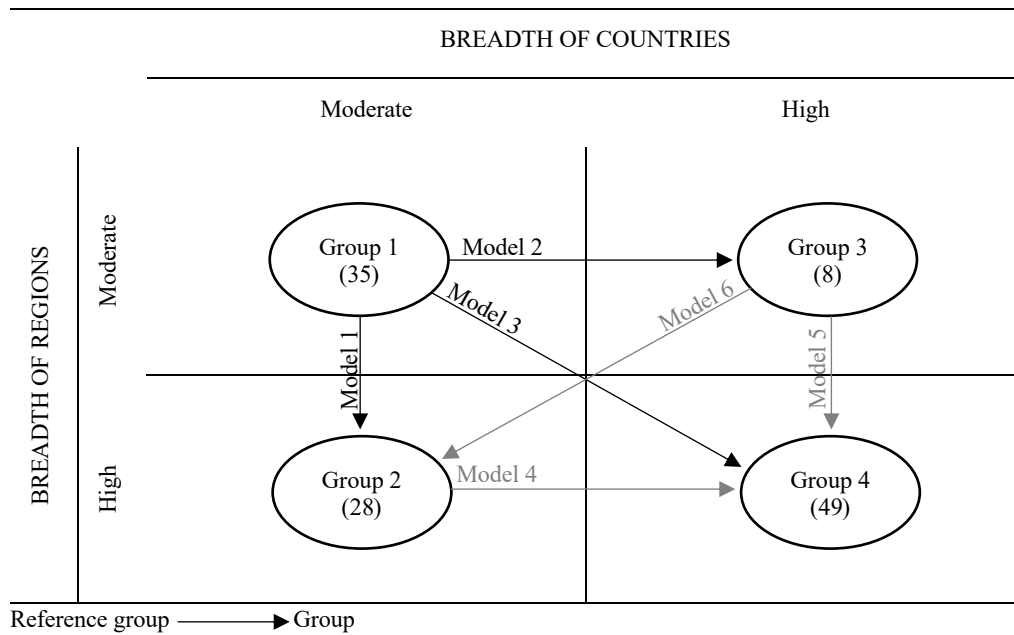 BREADTH OF COUNTRIES
Moderate
High
BREADTH OF REGIONS
Moderate
High
Group 1
(35)
Model 2
Group 3
(8)
Model 3
Model 6
Model 1
Model 5
Group 2
(28)
Model 4
Group 4
(49)
Reference group
Group